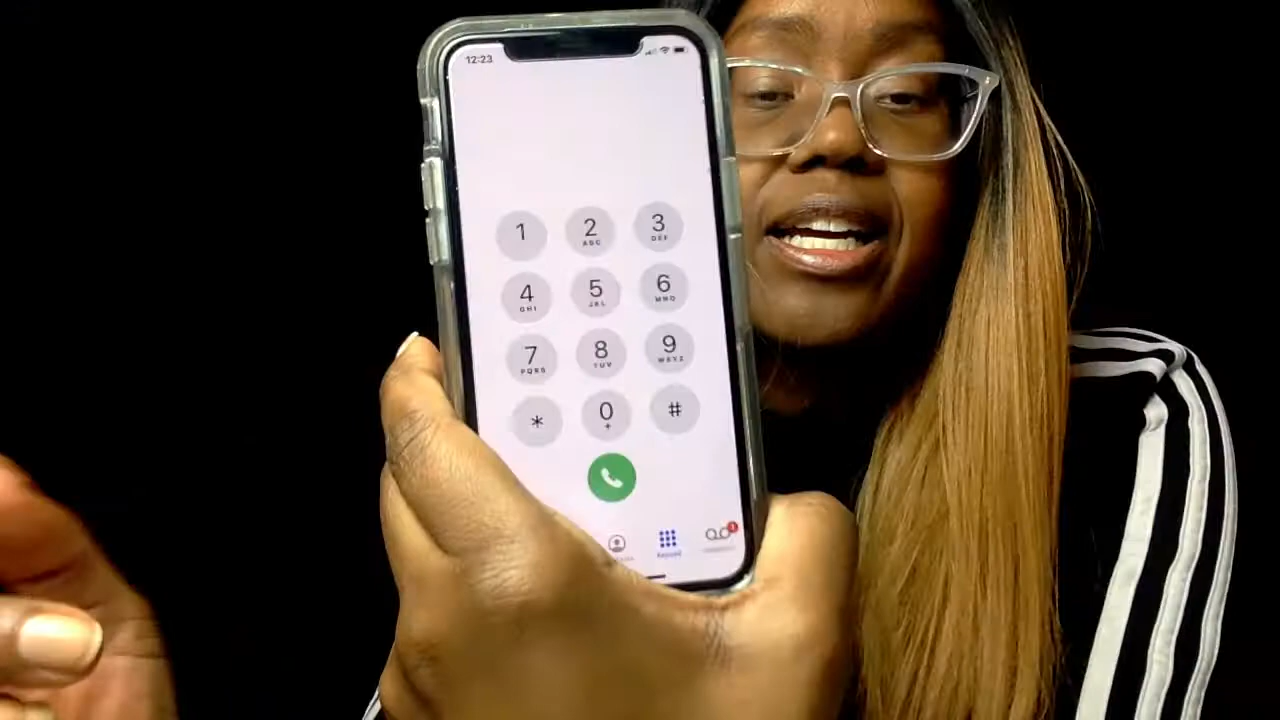 12:23
1 2 3
ABC DEF
4 5 6
GHI JKL MNO
7 8 9
PQRS TUV WXYZ
* 0 #
+
1
Keypad